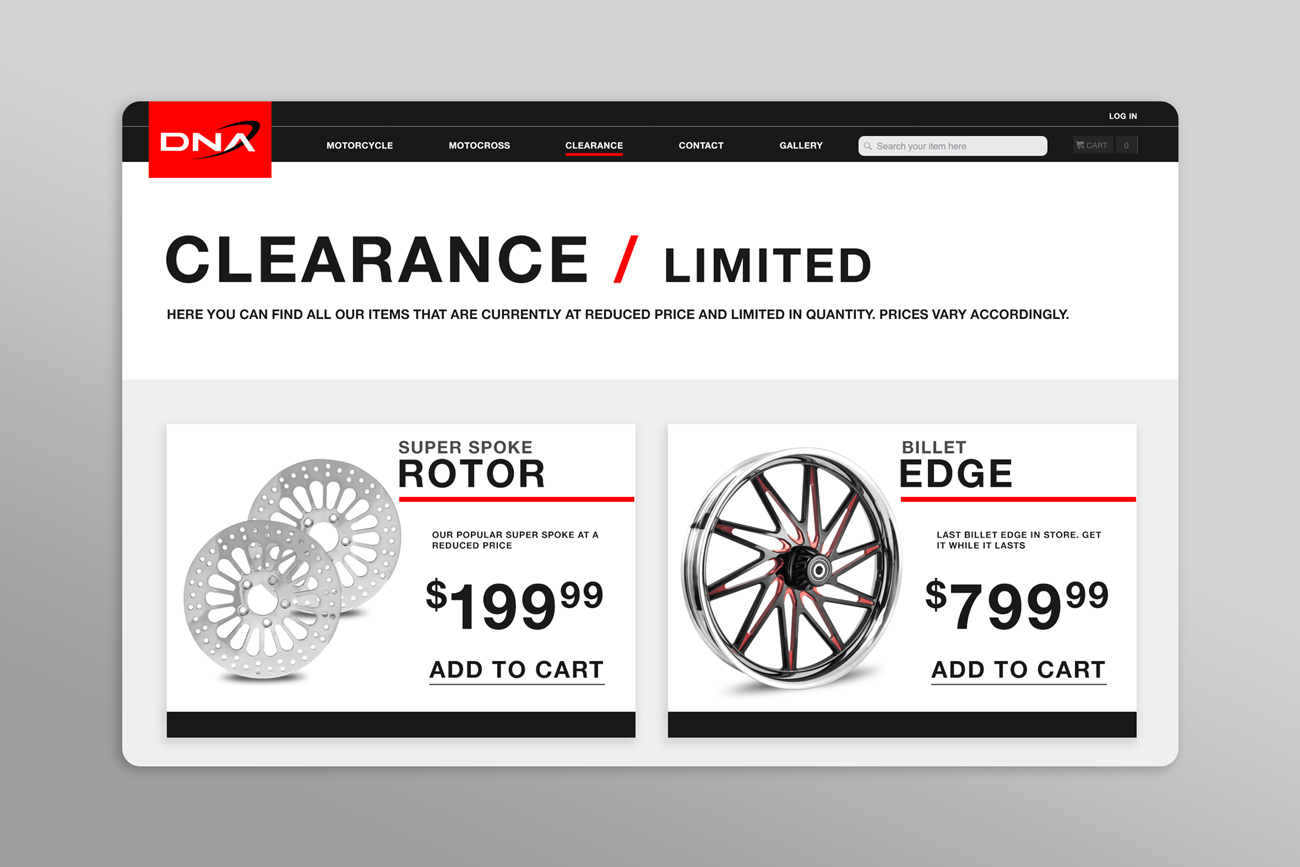 LOG IN
DNA
MOTORCYCLE MOTOCROSS CLEARANCE CONTACT GALLERY Search your item here CART 0
CLEARANCE / LIMITED
HERE YOU CAN FIND ALL OUR ITEMS THAT ARE CURRENTLY AT REDUCED PRICE AND LIMITED IN QUANTITY. PRICES VARY ACCORDINGLY.
SUPER SPOKE
ROTOR
OUR POPULAR SUPER SPOKE AT A
REDUCED PRICE
$199 99
ADD TO CART
BILLET
EDGE
LAST BILLET EDGE IN STORE. GET
IT WHILE IT LASTS
$799 99
ADD TO CART